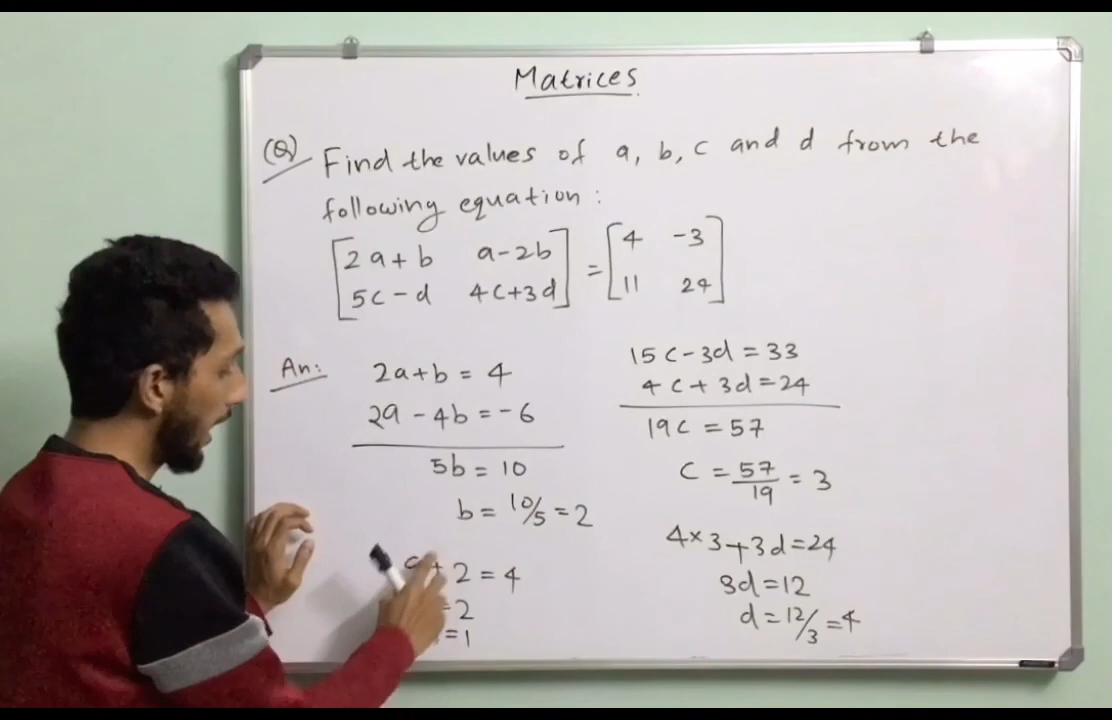 Matrices
(Q) Find the values of a, b, c and d from the
following equation :
[2a+b a-2b] = [4 -3]
[5c-d 4c+3d] [11 24]
An:
2a+b = 4
2a - 4b = -6
5b = 10
b = 10/5 = 2
+ 2 = 4
= 2
= 1
15c - 3d = 33
4c + 3d = 24
19c = 57
c = 57/19 = 3
4×3+3d=24
3d=12
d=12/3=4